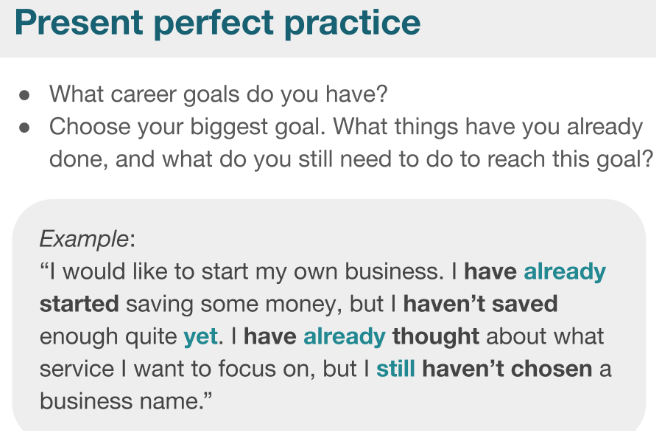 Present perfect practice
● What career goals do you have?
● Choose your biggest goal. What things have you already
done, and what do you still need to do to reach this goal?
Example:
“I would like to start my own business. I have already
started saving some money, but I haven’t saved
enough quite yet. I have already thought about what
service I want to focus on, but I still haven’t chosen a
business name.”